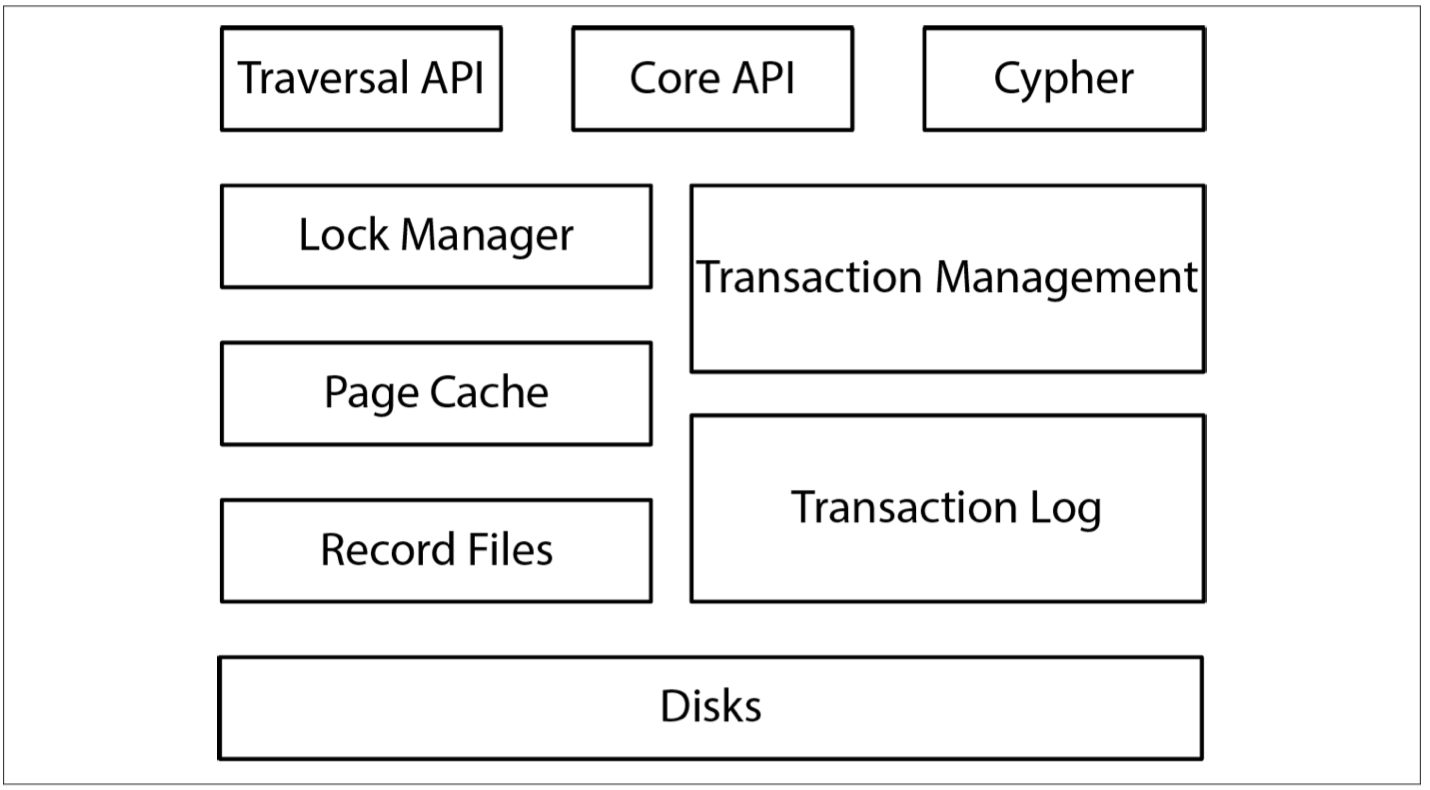 Traversal API
Core API
Cypher
Lock Manager
Transaction Management
Page Cache
Transaction Log
Record Files
Disks